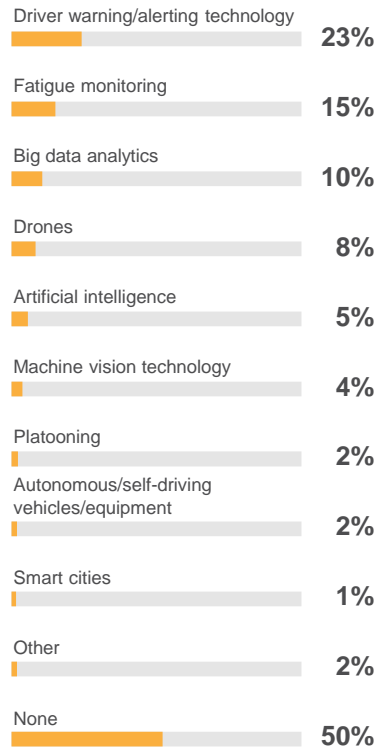 Driver warning/alerting technology
23%
Fatigue monitoring
15%
Big data analytics
10%
Drones
8%
Artificial intelligence
5%
Machine vision technology
4%
Platooning
2%
Autonomous/self-driving
vehicles/equipment
2%
Smart cities
1%
Other
2%
None
50%